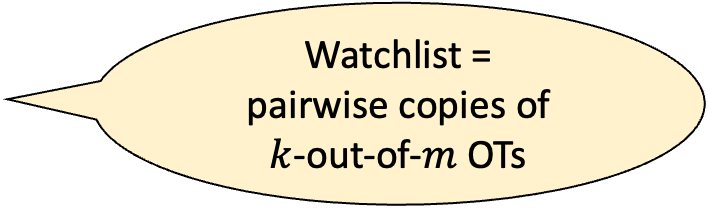 Watchlist =
pairwise copies of
k-out-of-m OTs